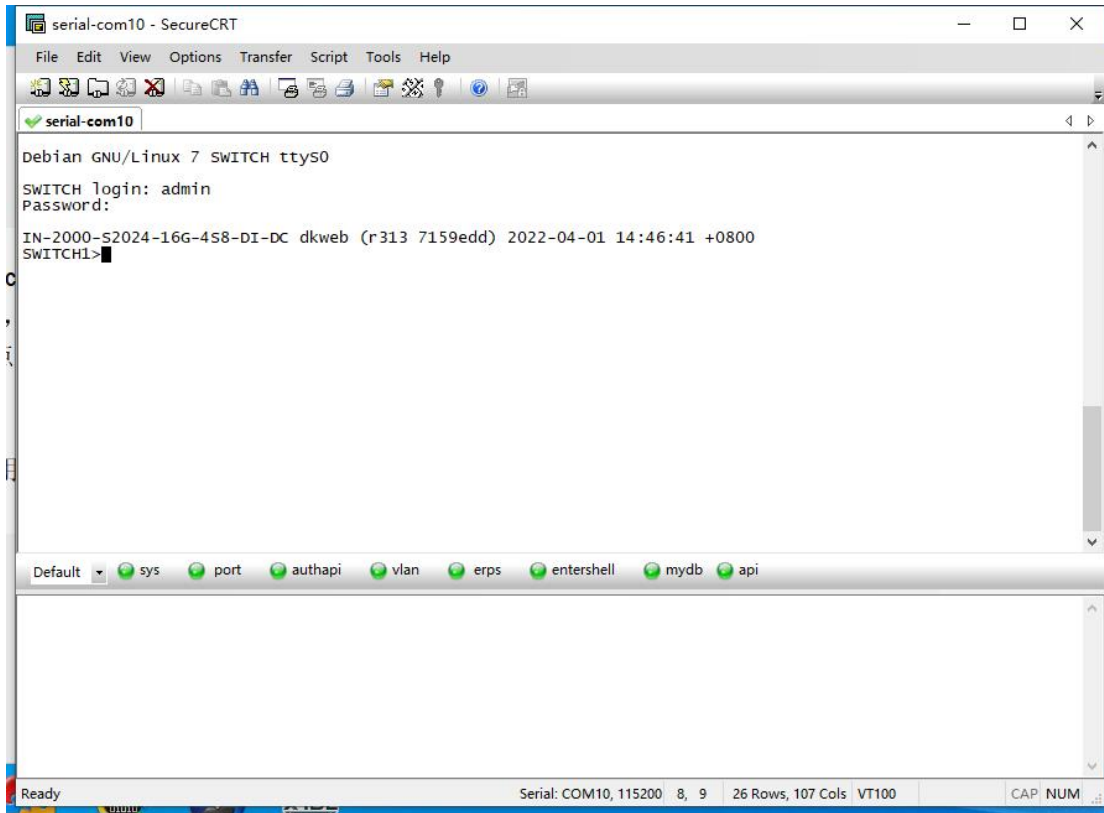 serial-com10 - SecureCRT
File Edit View Options Transfer Script Tools Help
serial-com10
Debian GNU/Linux 7 SWITCH ttyS0
SWITCH login: admin
Password:
IN-2000-S2024-16G-4S8-DI-DC dkweb (r313 7159edd) 2022-04-01 14:46:41 +0800
SWITCH1>
Default sys port authapi vlan erps entershell mydb api
Ready Serial: COM10, 115200 8, 9 26 Rows, 107 Cols VT100 CAP NUM